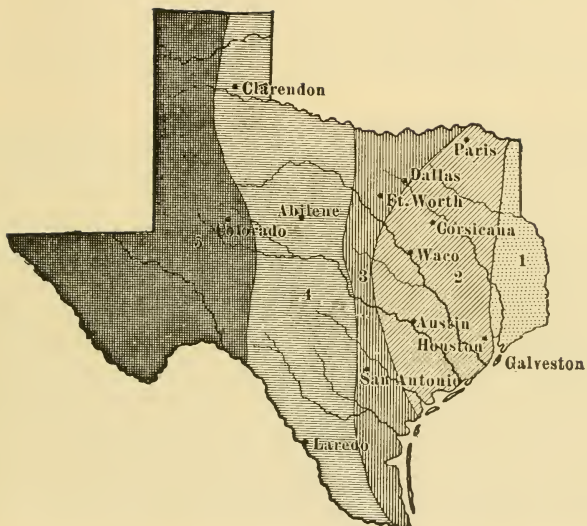 Clarendon
Paris
Dallas
Ft. Worth
Abilene
Corsicana
Colorado
5
Waco
3
2
1
4
Austin
Houston
Galveston
San Antonio
Laredo